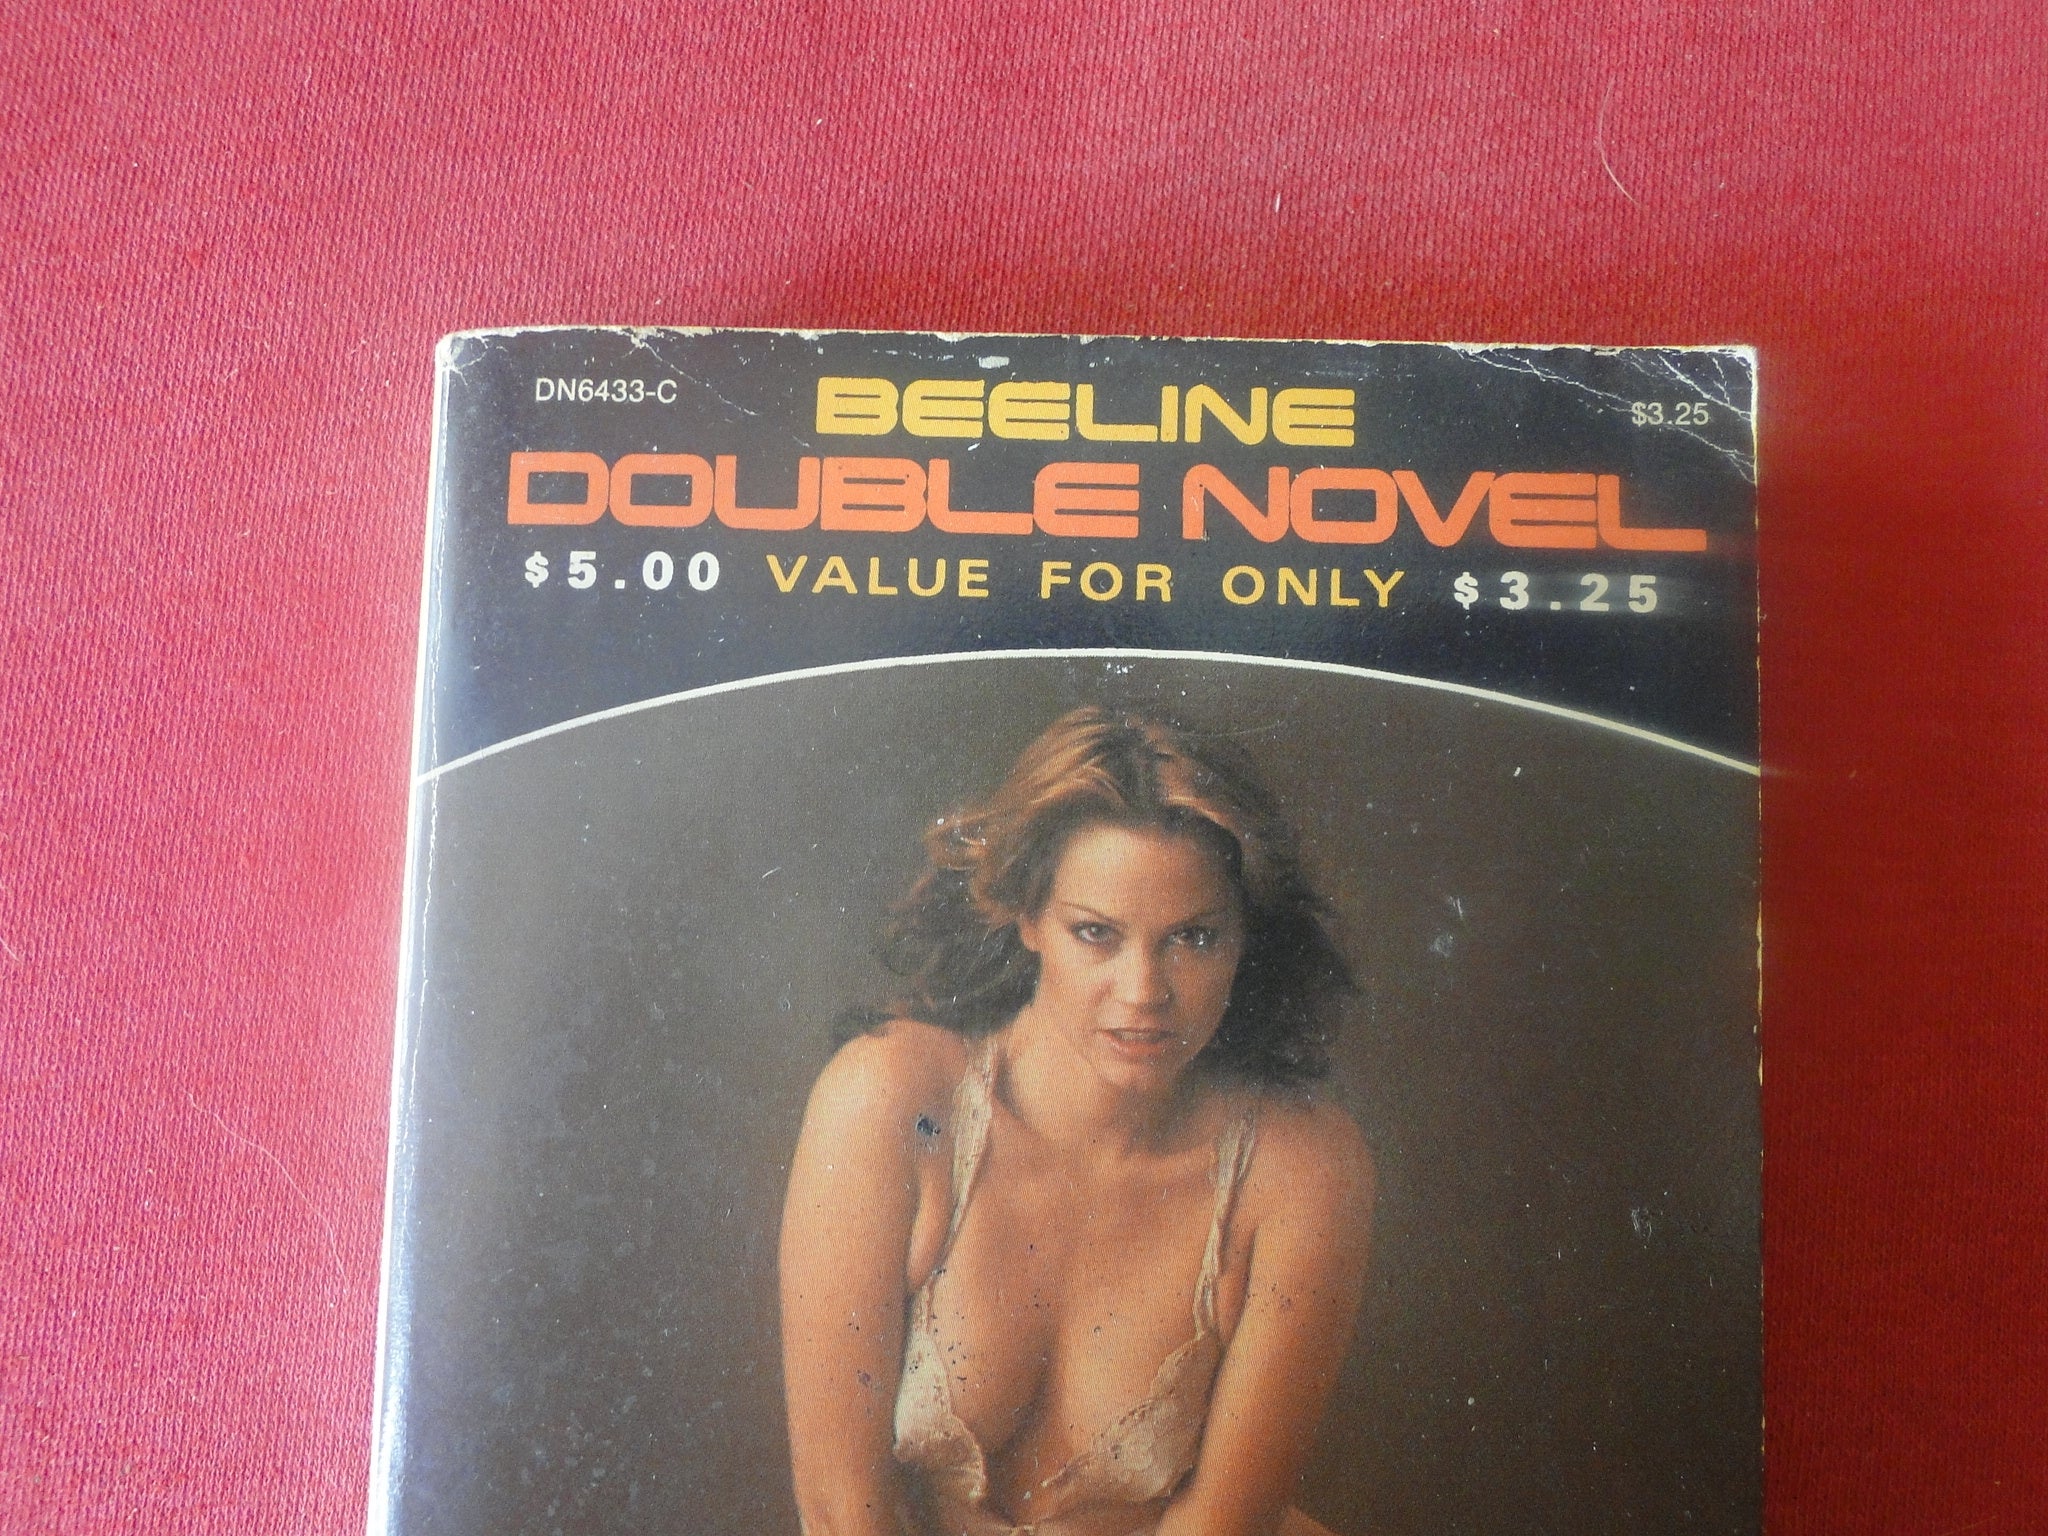 DN6433-C
BEELINE
$3.25
DOUBLE NOVEL
$5.00 VALUE FOR ONLY $3.25